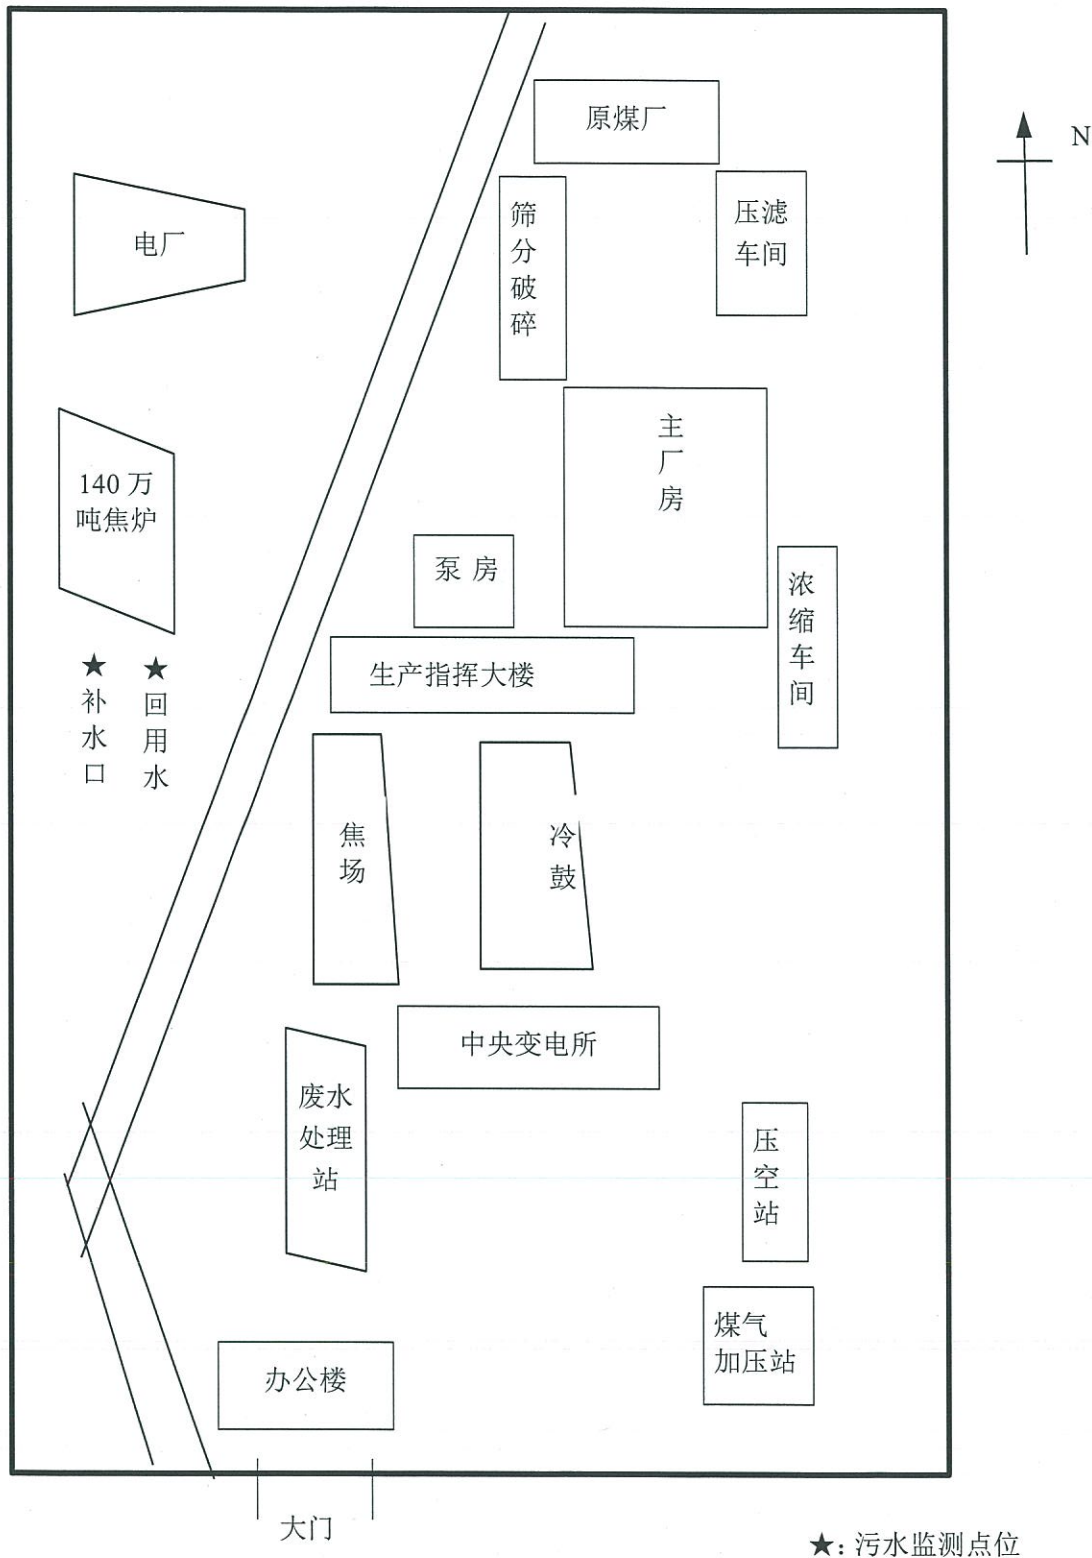 原煤厂
N
筛分破碎
压滤
车间
电厂
主厂房
140 万
吨焦炉
泵 房
浓缩车间
生产指挥大楼
★补水口
★回用水
焦场
冷鼓
中央变电所
废水
处理
站
压空站
煤气
加压站
办公楼
大门
★: 污水监测点位